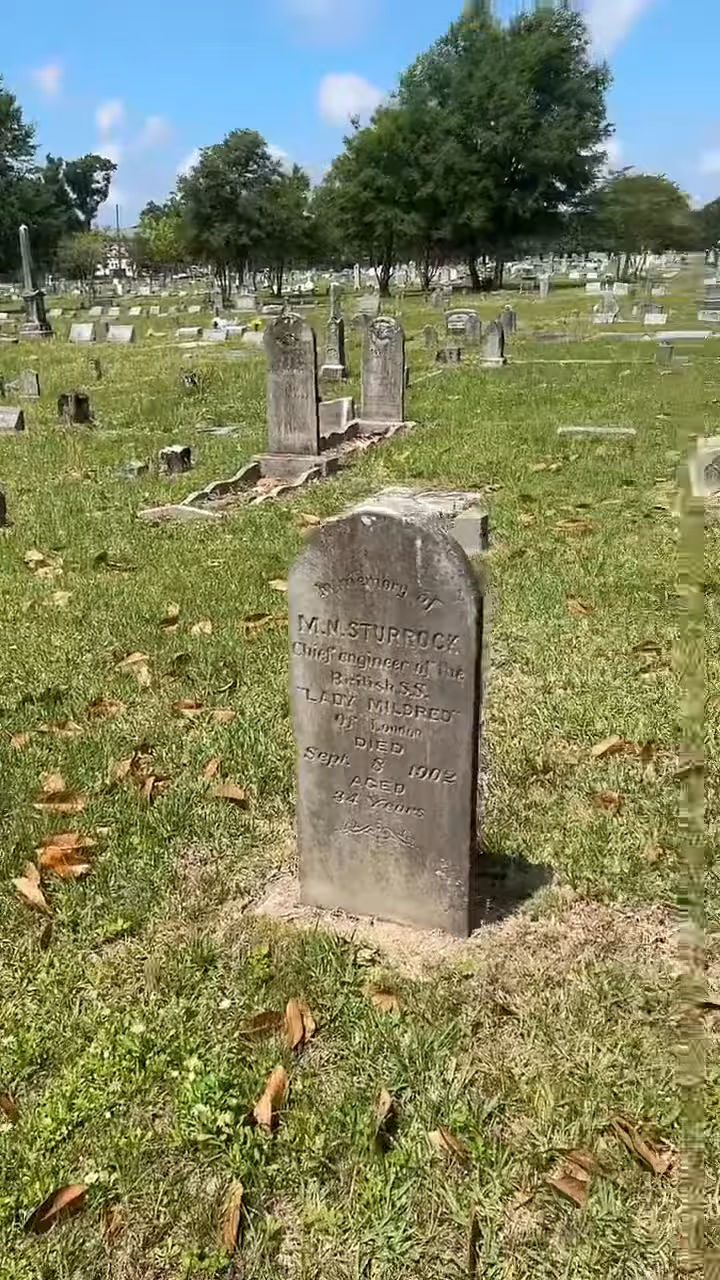 In memory of
M.N. STURROCK
Chief engineer of the
British S.S.
"LADY MILDRED"
Of London
DIED
Sept. 8 1902
AGED
34 Years